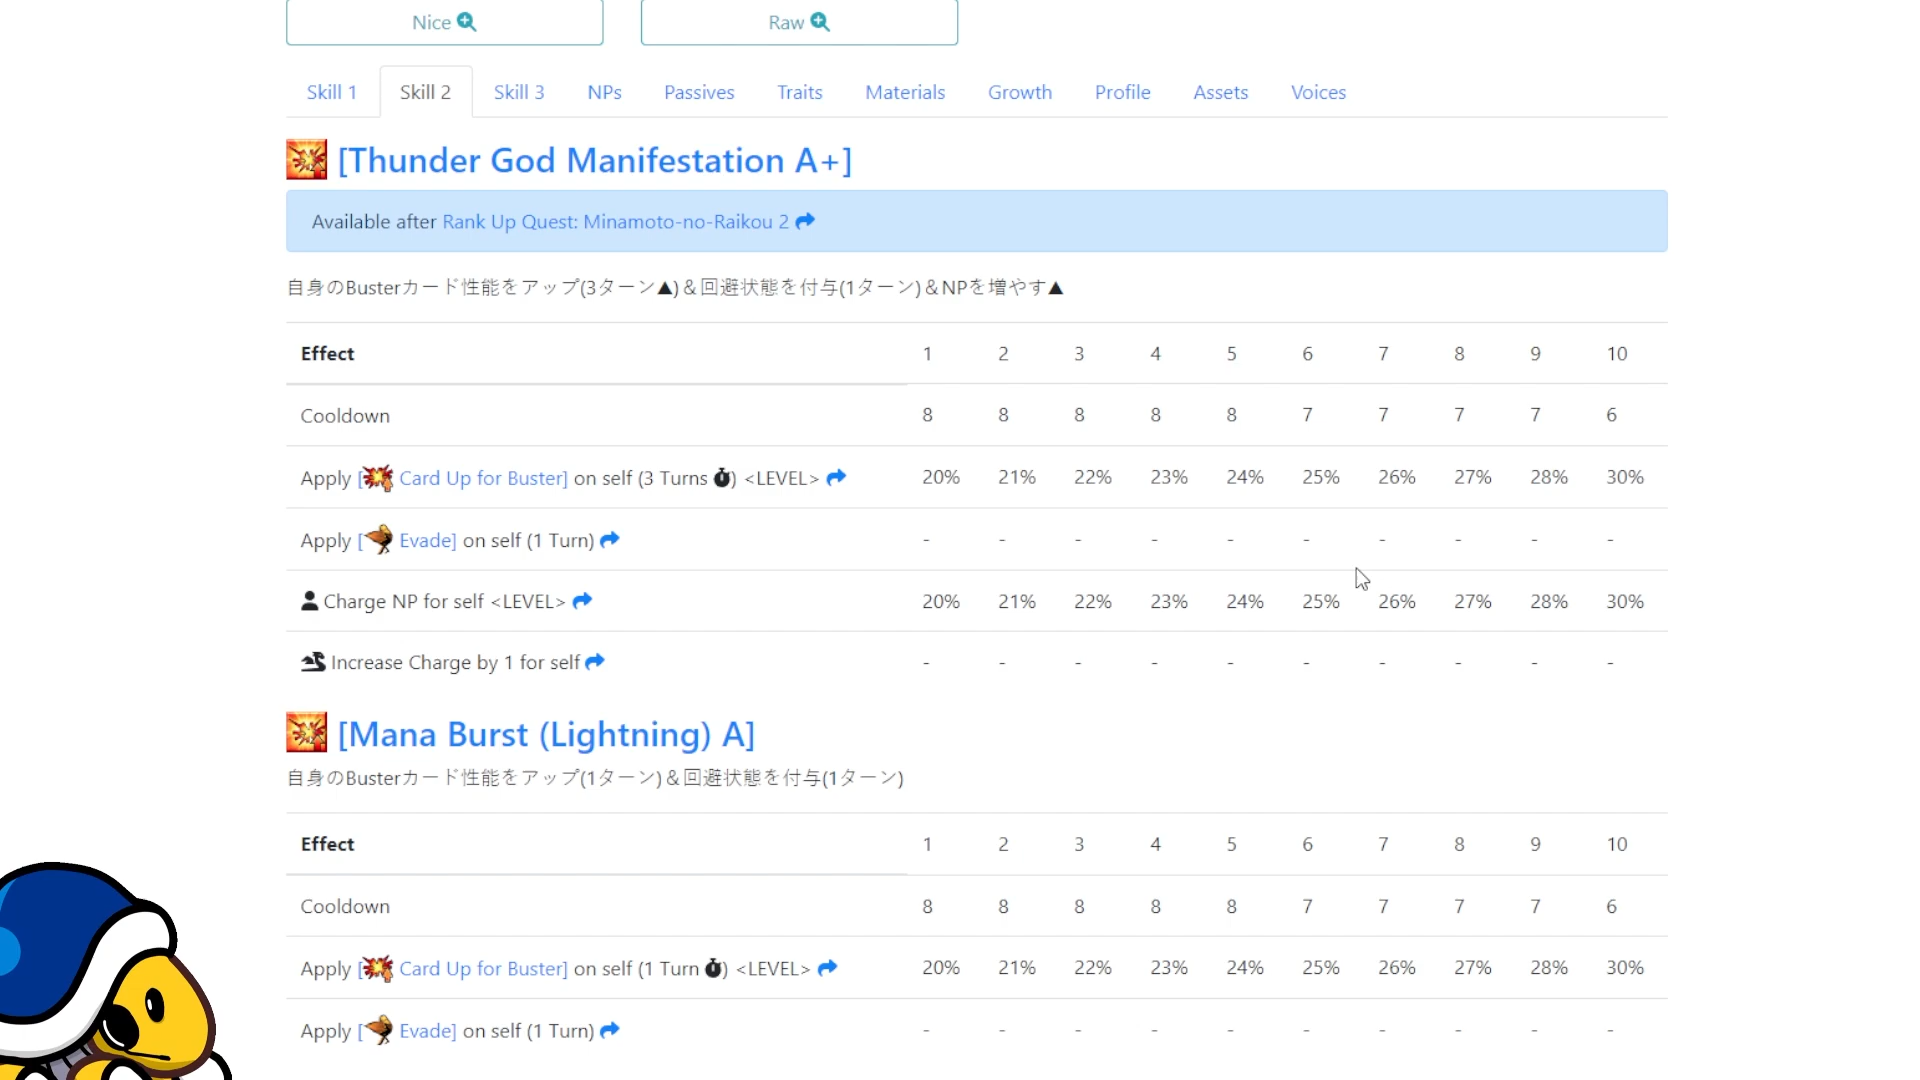 Nice
Raw
Skill 1 Skill 2 Skill 3 NPs Passives Traits Materials Growth Profile Assets Voices
[Thunder God Manifestation A+]
Available after Rank Up Quest: Minamoto-no-Raikou 2
自身のBusterカード性能をアップ(3ターン▲)＆回避状態を付与(1ターン)＆NPを増やす▲
Effect 1 2 3 4 5 6 7 8 9 10
Cooldown 8 8 8 8 8 7 7 7 7 6
Apply [Card Up for Buster] on self (3 Turns) <LEVEL> 20% 21% 22% 23% 24% 25% 26% 27% 28% 30%
Apply [Evade] on self (1 Turn) - - - - - - - - - -
Charge NP for self <LEVEL> 20% 21% 22% 23% 24% 25% 26% 27% 28% 30%
Increase Charge by 1 for self - - - - - - - - - -
[Mana Burst (Lightning) A]
自身のBusterカード性能をアップ(1ターン)＆回避状態を付与(1ターン)
Effect 1 2 3 4 5 6 7 8 9 10
Cooldown 8 8 8 8 8 7 7 7 7 6
Apply [Card Up for Buster] on self (1 Turn) <LEVEL> 20% 21% 22% 23% 24% 25% 26% 27% 28% 30%
Apply [Evade] on self (1 Turn) - - - - - - - - - -